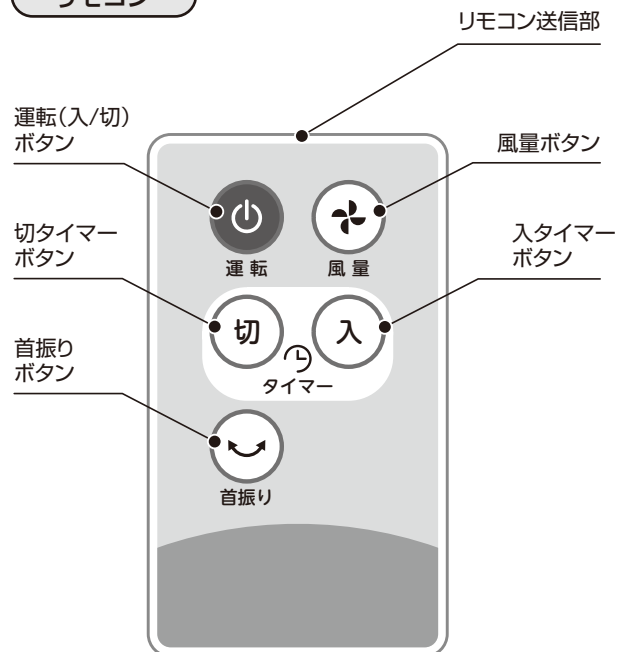 リモコン
リモコン送信部
運転(入/切)
ボタン
風量ボタン
切タイマー
ボタン
入タイマー
ボタン
首振り
ボタン
運転
風量
切
入
タイマー
首振り